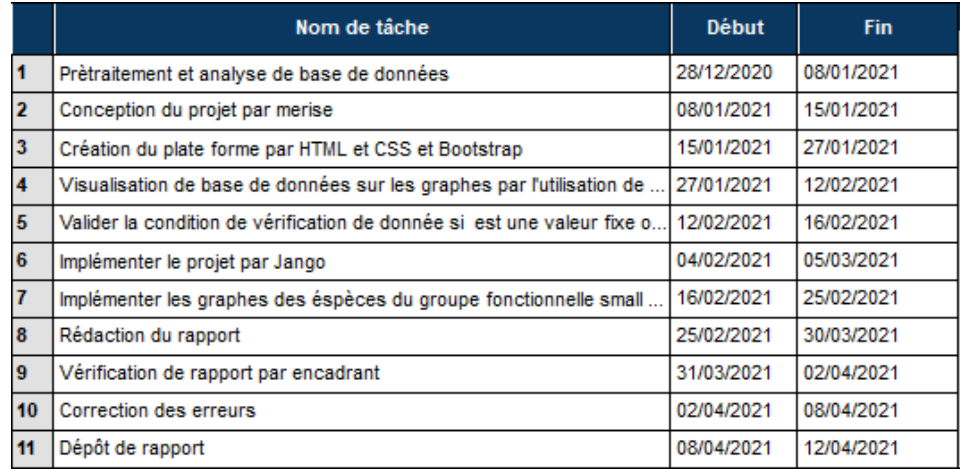 Nom de tâche Début Fin
1 Prètraitement et analyse de base de données 28/12/2020 08/01/2021
2 Conception du projet par merise 08/01/2021 15/01/2021
3 Création du plate forme par HTML et CSS et Bootstrap 15/01/2021 27/01/2021
4 Visualisation de base de données sur les graphes par l'utilisation de ... 27/01/2021 12/02/2021
5 Valider la condition de vérification de donnée si est une valeur fixe o... 12/02/2021 16/02/2021
6 Implémenter le projet par Jango 04/02/2021 05/03/2021
7 Implémenter les graphes des éspèces du groupe fonctionnelle small ... 16/02/2021 25/02/2021
8 Rédaction du rapport 25/02/2021 30/03/2021
9 Vérification de rapport par encadrant 31/03/2021 02/04/2021
10 Correction des erreurs 02/04/2021 08/04/2021
11 Dépôt de rapport 08/04/2021 12/04/2021